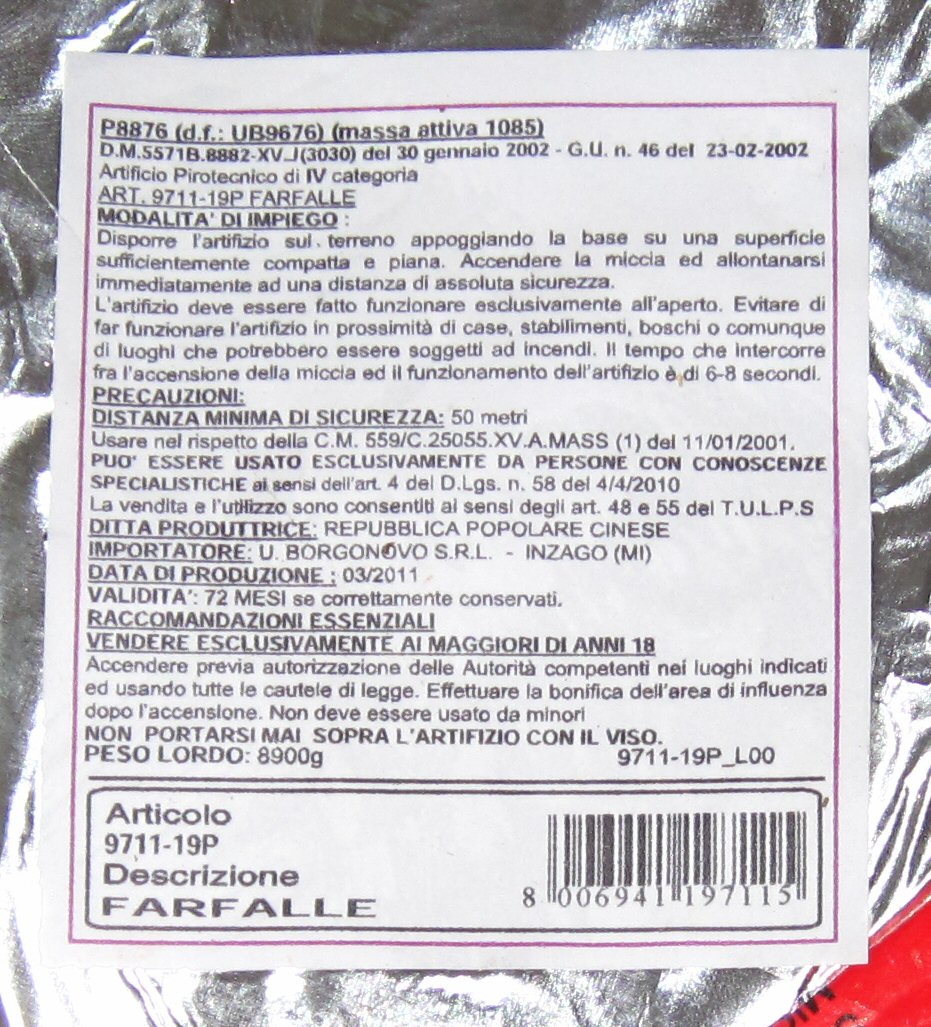 P8876 (d.f.: UB9676) (massa attiva 1085)
D.M.5571B.8882-XV.J(3030) del 30 gennaio 2002 - G.U. n. 46 del 23-02-2002
Artificio Pirotecnico di IV categoria
ART. 9711-19P FARFALLE
MODALITA' DI IMPIEGO :
Disporre l'artifizio sul terreno appoggiando la base su una superficie
sufficientemente compatta e piana. Accendere la miccia ed allontanarsi
immediatamente ad una distanza di assoluta sicurezza.
L'artifizio deve essere fatto funzionare esclusivamente all'aperto. Evitare di
far funzionare l'artifizio in prossimità di case, stabilimenti, boschi o comunque
di luoghi che potrebbero essere soggetti ad incendi. Il tempo che intercorre
fra l'accensione della miccia ed il funzionamento dell'artifizio è di 6-8 secondi.
PRECAUZIONI:
DISTANZA MINIMA DI SICUREZZA: 50 metri
Usare nel rispetto della C.M. 559/C.25055.XV.A.MASS (1) del 11/01/2001.
PUO' ESSERE USATO ESCLUSIVAMENTE DA PERSONE CON CONOSCENZE
SPECIALISTICHE ai sensi dell'art. 4 del D.Lgs. n. 58 del 4/4/2010
La vendita e l'utilizzo sono consentiti ai sensi degli art. 48 e 55 del T.U.L.P.S
DITTA PRODUTTRICE: REPUBBLICA POPOLARE CINESE
IMPORTATORE: U. BORGONOVO S.R.L. - INZAGO (MI)
DATA DI PRODUZIONE : 03/2011
VALIDITA': 72 MESI se correttamente conservati.
RACCOMANDAZIONI ESSENZIALI
VENDERE ESCLUSIVAMENTE AI MAGGIORI DI ANNI 18
Accendere previa autorizzazione delle Autorità competenti nei luoghi indicati
ed usando tutte le cautele di legge. Effettuare la bonifica dell'area di influenza
dopo l'accensione. Non deve essere usato da minori
NON PORTARSI MAI SOPRA L'ARTIFIZIO CON IL VISO.
PESO LORDO: 8900g 9711-19P_L00
Articolo
9711-19P
Descrizione
FARFALLE
8 006941 197115